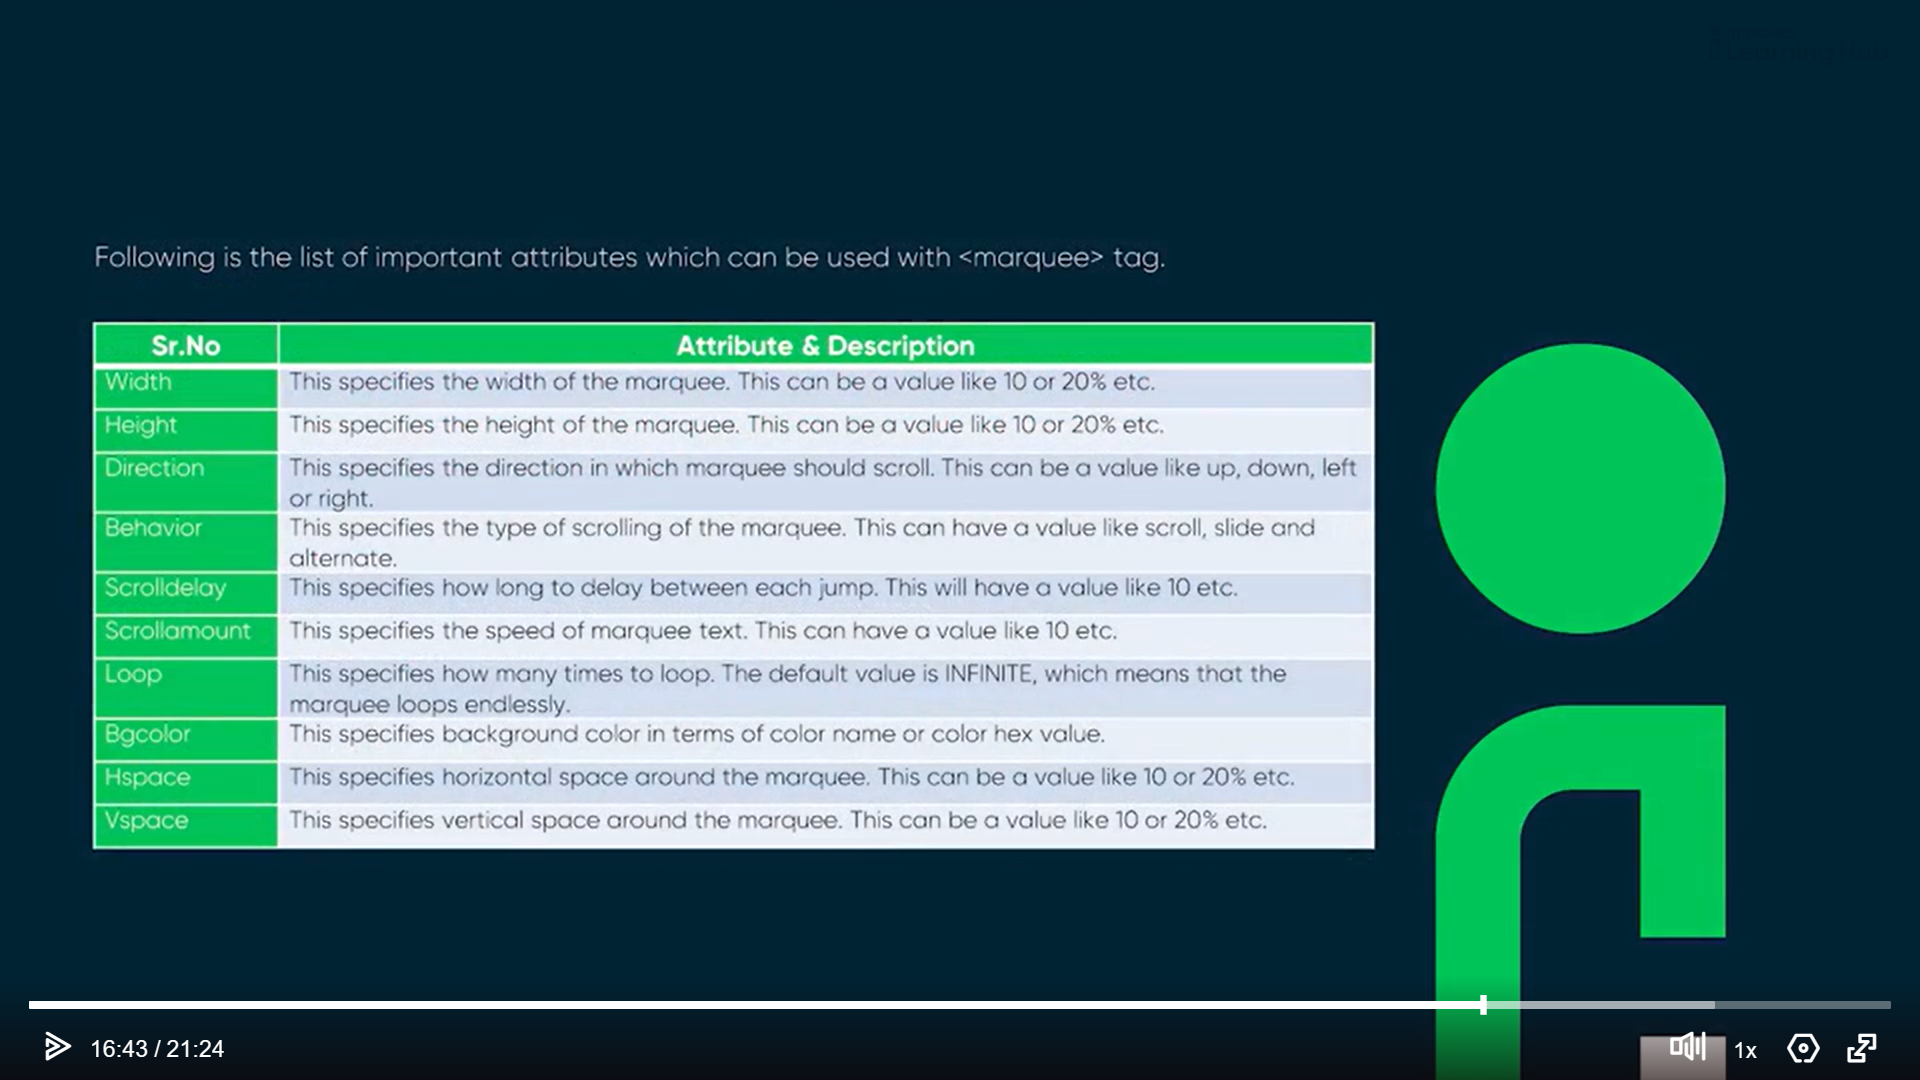 Following is the list of important attributes which can be used with <marquee> tag.
Sr.No Attribute & Description
Width This specifies the width of the marquee. This can be a value like 10 or 20% etc.
Height This specifies the height of the marquee. This can be a value like 10 or 20% etc.
Direction This specifies the direction in which marquee should scroll. This can be a value like up, down, left
or right.
Behavior This specifies the type of scrolling of the marquee. This can have a value like scroll, slide and
alternate.
Scrolldelay This specifies how long to delay between each jump. This will have a value like 10 etc.
Scrollamount This specifies the speed of marquee text. This can have a value like 10 etc.
Loop This specifies how many times to loop. The default value is INFINITE, which means that the
marquee loops endlessly.
Bgcolor This specifies background color in terms of color name or color hex value.
Hspace This specifies horizontal space around the marquee. This can be a value like 10 or 20% etc.
Vspace This specifies vertical space around the marquee. This can be a value like 10 or 20% etc.
16:43 / 21:24 1x